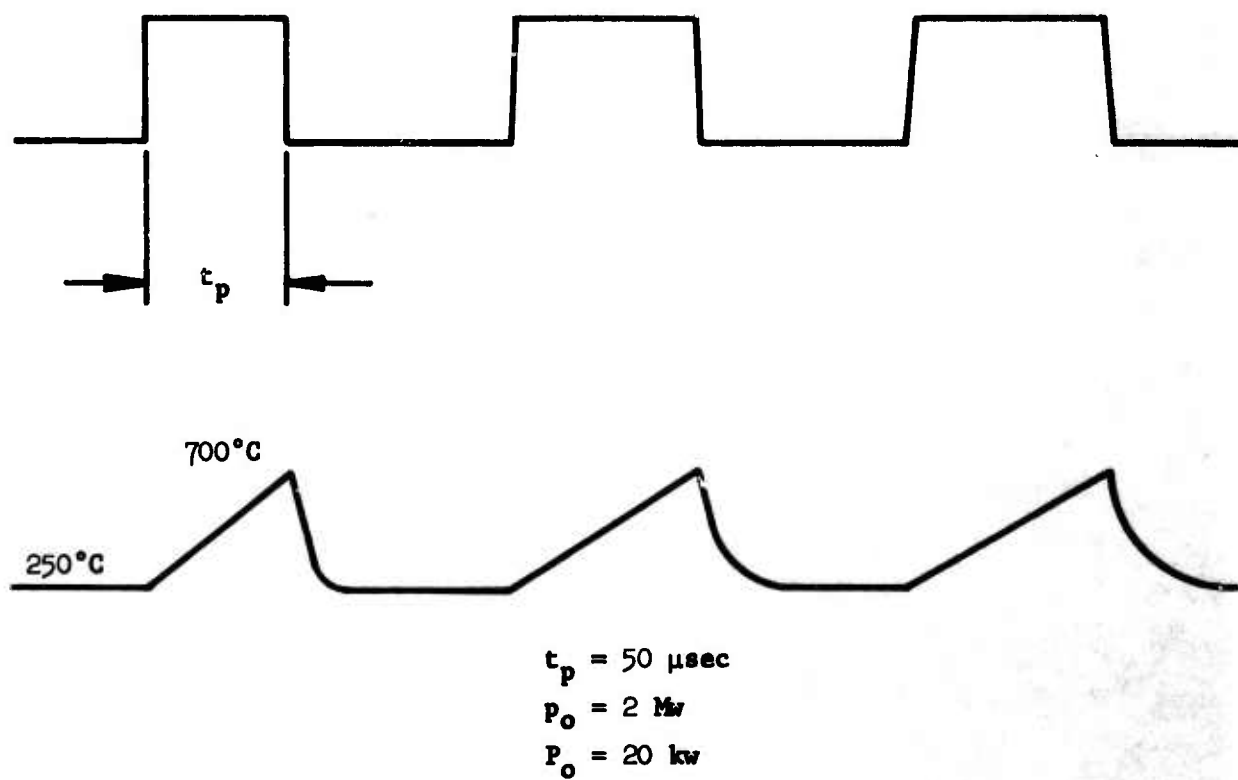 t_p
700°C
250°C
t_p = 50 μsec
p_o = 2 Mw
P_o = 20 kw